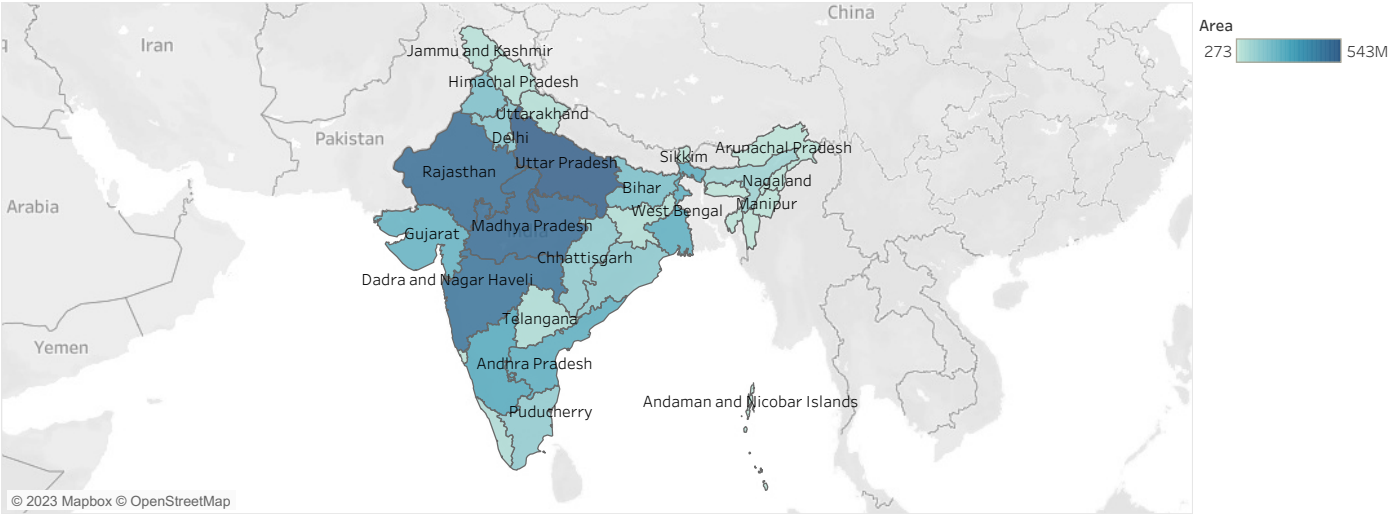 China
Iran
Jammu and Kashmir
Himachal Pradesh
Uttarakhand
Pakistan
Delhi
Arunachal Pradesh
Sikkim
Uttar Pradesh
Rajasthan
Nagaland
Bihar
Manipur
Arabia
West Bengal
Madhya Pradesh
India
Gujarat
Chhattisgarh
Dadra and Nagar Haveli
Telangana
Yemen
Andhra Pradesh
Andaman and Nicobar Islands
Puducherry
© 2023 Mapbox © OpenStreetMap
Area
273 543M